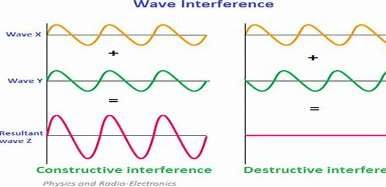 Wave Interference
Wave X
+
+
Wave Y
=
=
Resultant
wave Z
Constructive interference
Destructive interfere
Physics and Radio-Electronics